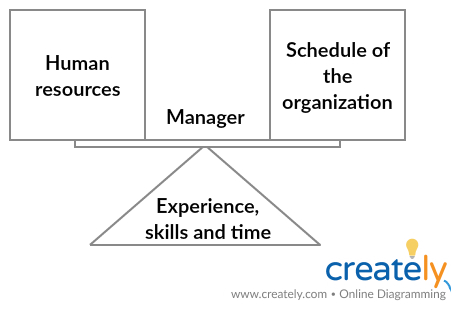 Human
resources
Schedule of
the
organization
Manager
Experience,
skills and time
creately
www.creately.com • Online Diagramming